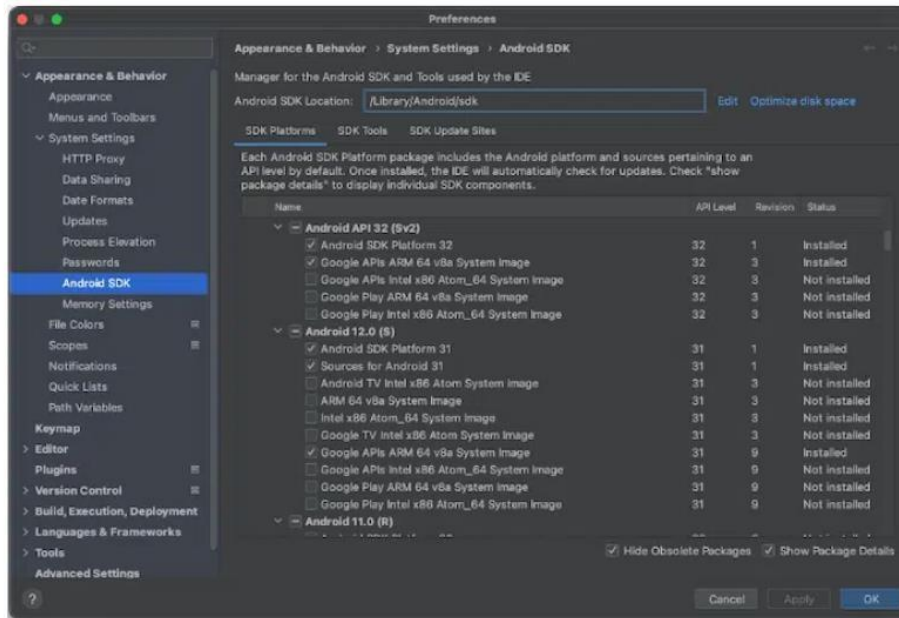 Preferences
Appearance & Behavior › System Settings › Android SDK
Appearance & Behavior
Appearance
Menus and Toolbars
System Settings
HTTP Proxy
Data Sharing
Date Formats
Updates
Process Elevation
Passwords
Android SDK
Memory Settings
File Colors
Scopes
Notifications
Quick Lists
Path Variables
Keymap
Editor
Plugins
Version Control
Build, Execution, Deployment
Languages & Frameworks
Tools
Advanced Settings
Manager for the Android SDK and Tools used by the IDE
Android SDK Location: /Library/Android/sdk Edit Optimize disk space
SDK Platforms SDK Tools SDK Update Sites
Each Android SDK Platform package includes the Android platform and sources pertaining to an
API level by default. Once installed, the IDE will automatically check for updates. Check "show
package details" to display individual SDK components.
Name API Level Revision Status
Android API 32 (Sv2)
Android SDK Platform 32 32 1 Installed
Google APIs ARM 64 v8a System Image 32 3 Installed
Google APIs Intel x86 Atom_64 System Image 32 3 Not installed
Google Play ARM 64 v8a System Image 32 3 Not installed
Google Play Intel x86 Atom_64 System Image 32 3 Not installed
Android 12.0 (S)
Android SDK Platform 31 31 1 Installed
Sources for Android 31 31 1 Installed
Android TV Intel x86 Atom System Image 31 3 Not installed
ARM 64 v8a System Image 31 3 Not installed
Intel x86 Atom_64 System Image 31 3 Not installed
Google TV Intel x86 Atom System Image 31 3 Not installed
Google APIs ARM 64 v8a System Image 31 9 Installed
Google APIs Intel x86 Atom_64 System Image 31 9 Not installed
Google Play ARM 64 v8a System Image 31 9 Not installed
Google Play Intel x86 Atom_64 System Image 31 9 Not installed
Android 11.0 (R)
Hide Obsolete Packages Show Package Details
? Cancel Apply OK